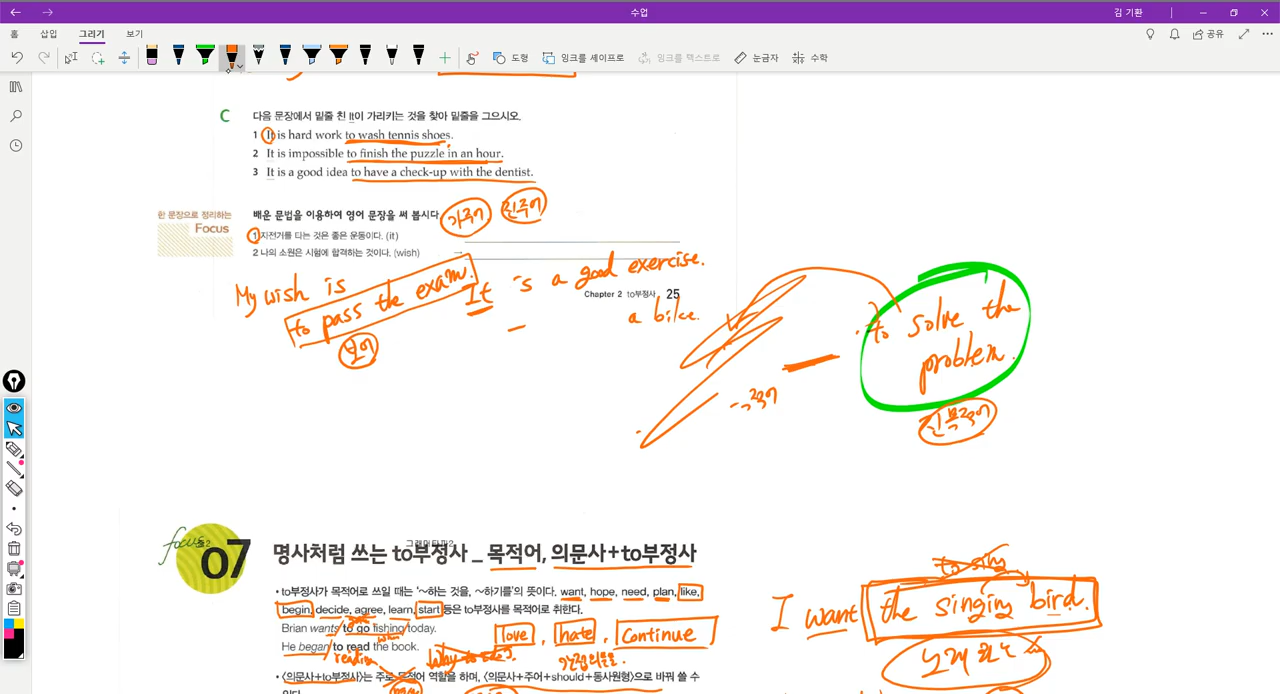 수업
김 기환
홈 삽입 그리기 보기
공유
도형
잉크를 셰이프로
잉크를 텍스트로
눈금자
수학
C 다음 문장에서 밑줄 친 It이 가리키는 것을 찾아 밑줄을 그으시오.
1 It is hard work to wash tennis shoes.
2 It is impossible to finish the puzzle in an hour.
3 It is a good idea to have a check-up with the dentist.
한 문장으로 정리하는
Focus
배운 문법을 이용하여 영어 문장을 써 봅시다.
가주어 진주어
1 자전거를 타는 것은 좋은 운동이다. (it)
2 나의 소원은 시험에 합격하는 것이다. (wish) →
My wish is
to pass the exam.
보어
It is a good exercise.
Chapter 2 to부정사 25
a bike.
to solve the
problem.
진목적어
focus
07 명사처럼 쓰는 to부정사 _ 목적어, 의문사+to부정사
• to부정사가 목적어로 쓰일 때는 '~하는 것을, ~하기를'의 뜻이다. want, hope, need, plan, like,
begin, decide, agree, learn, start 등은 to부정사를 목적어로 취한다.
Brian wants to go fishing today.
He began to read the book.
reading
love, hate, continue
• <의문사+to부정사>는 주로 목적어 역할을 하며, <의문사+주어+should+동사원형>으로 바꿔 쓸 수
있다.
to sing
I want the singing bird.